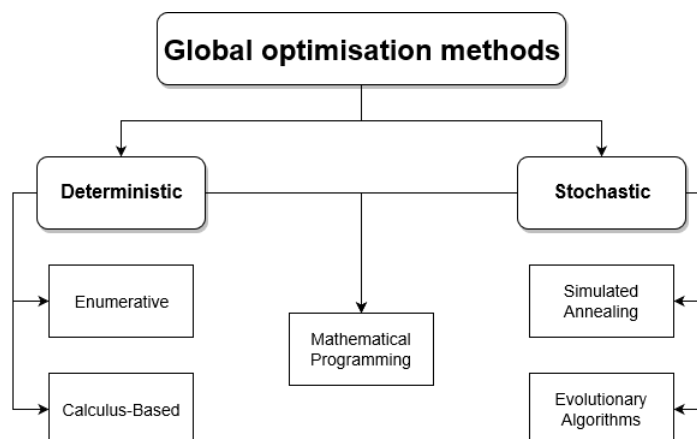 Global optimisation methods
Deterministic
Stochastic
Enumerative
Simulated
Annealing
Mathematical
Programming
Calculus-Based
Evolutionary
Algorithms